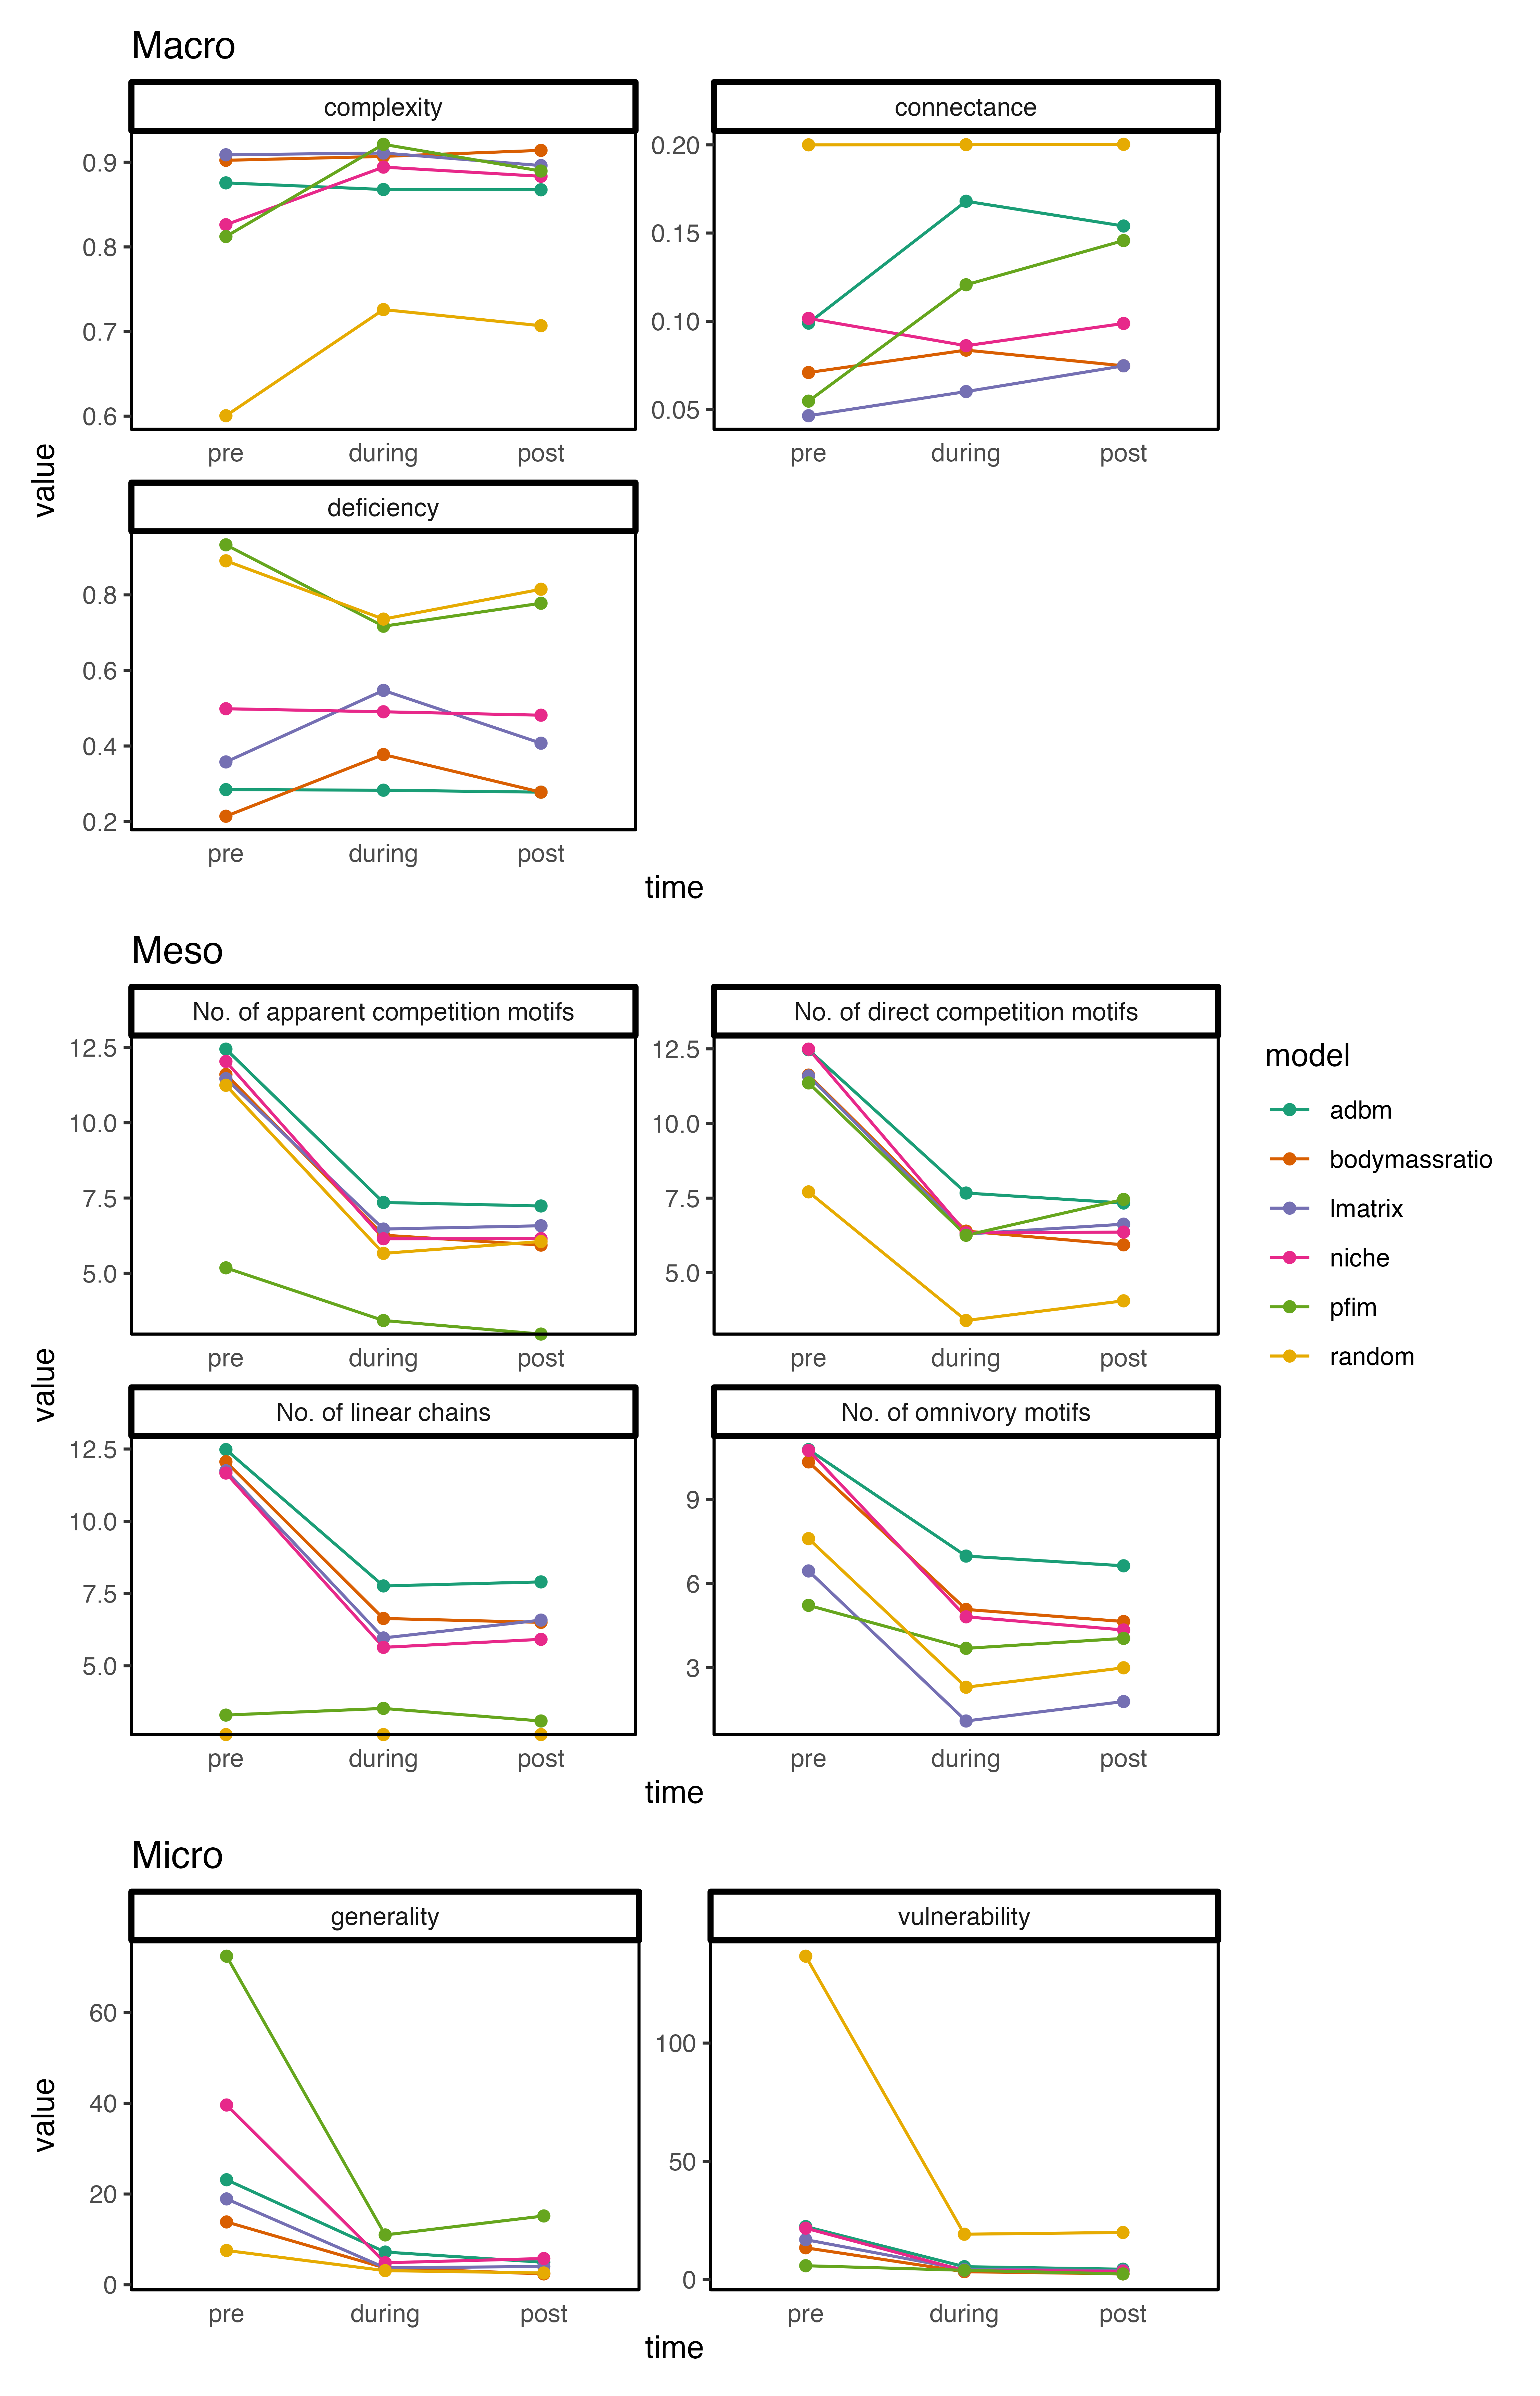 Macro
complexity
connectance
0.9
0.8
0.7
0.6
0.20
0.15
0.10
0.05
pre during post
pre during post
value
deficiency
0.8
0.6
0.4
0.2
pre during post
time
Meso
No. of apparent competition motifs
No. of direct competition motifs
12.5
10.0
7.5
5.0
12.5
10.0
7.5
5.0
pre during post
pre during post
value
No. of linear chains
No. of omnivory motifs
12.5
10.0
7.5
5.0
9
6
3
pre during post
pre during post
time
model
adbm
bodymassratio
lmatrix
niche
pfim
random
Micro
generality
vulnerability
value
60
40
20
0
100
50
0
pre during post
pre during post
time